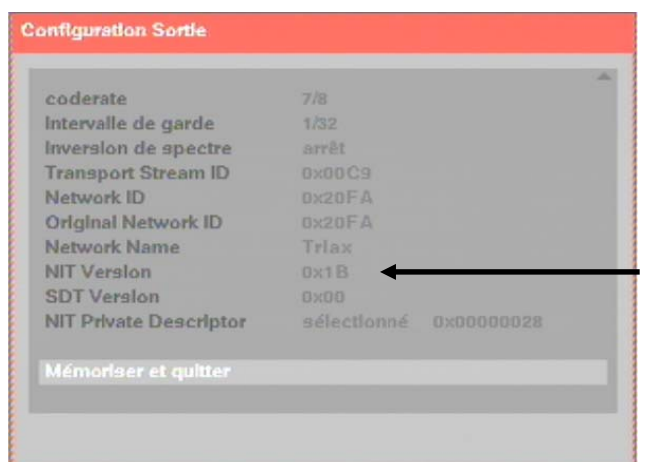 Configuration Sortie
coderate 7/8
Intervalle de garde 1/32
Inversion de spectre arrêt
Transport Stream ID 0x00C9
Network ID 0x20FA
Original Network ID 0x20FA
Network Name Triax
NIT Version 0x1B
SDT Version 0x00
NIT Private Descriptor sélectionné 0x00000028
Mémoriser et quitter